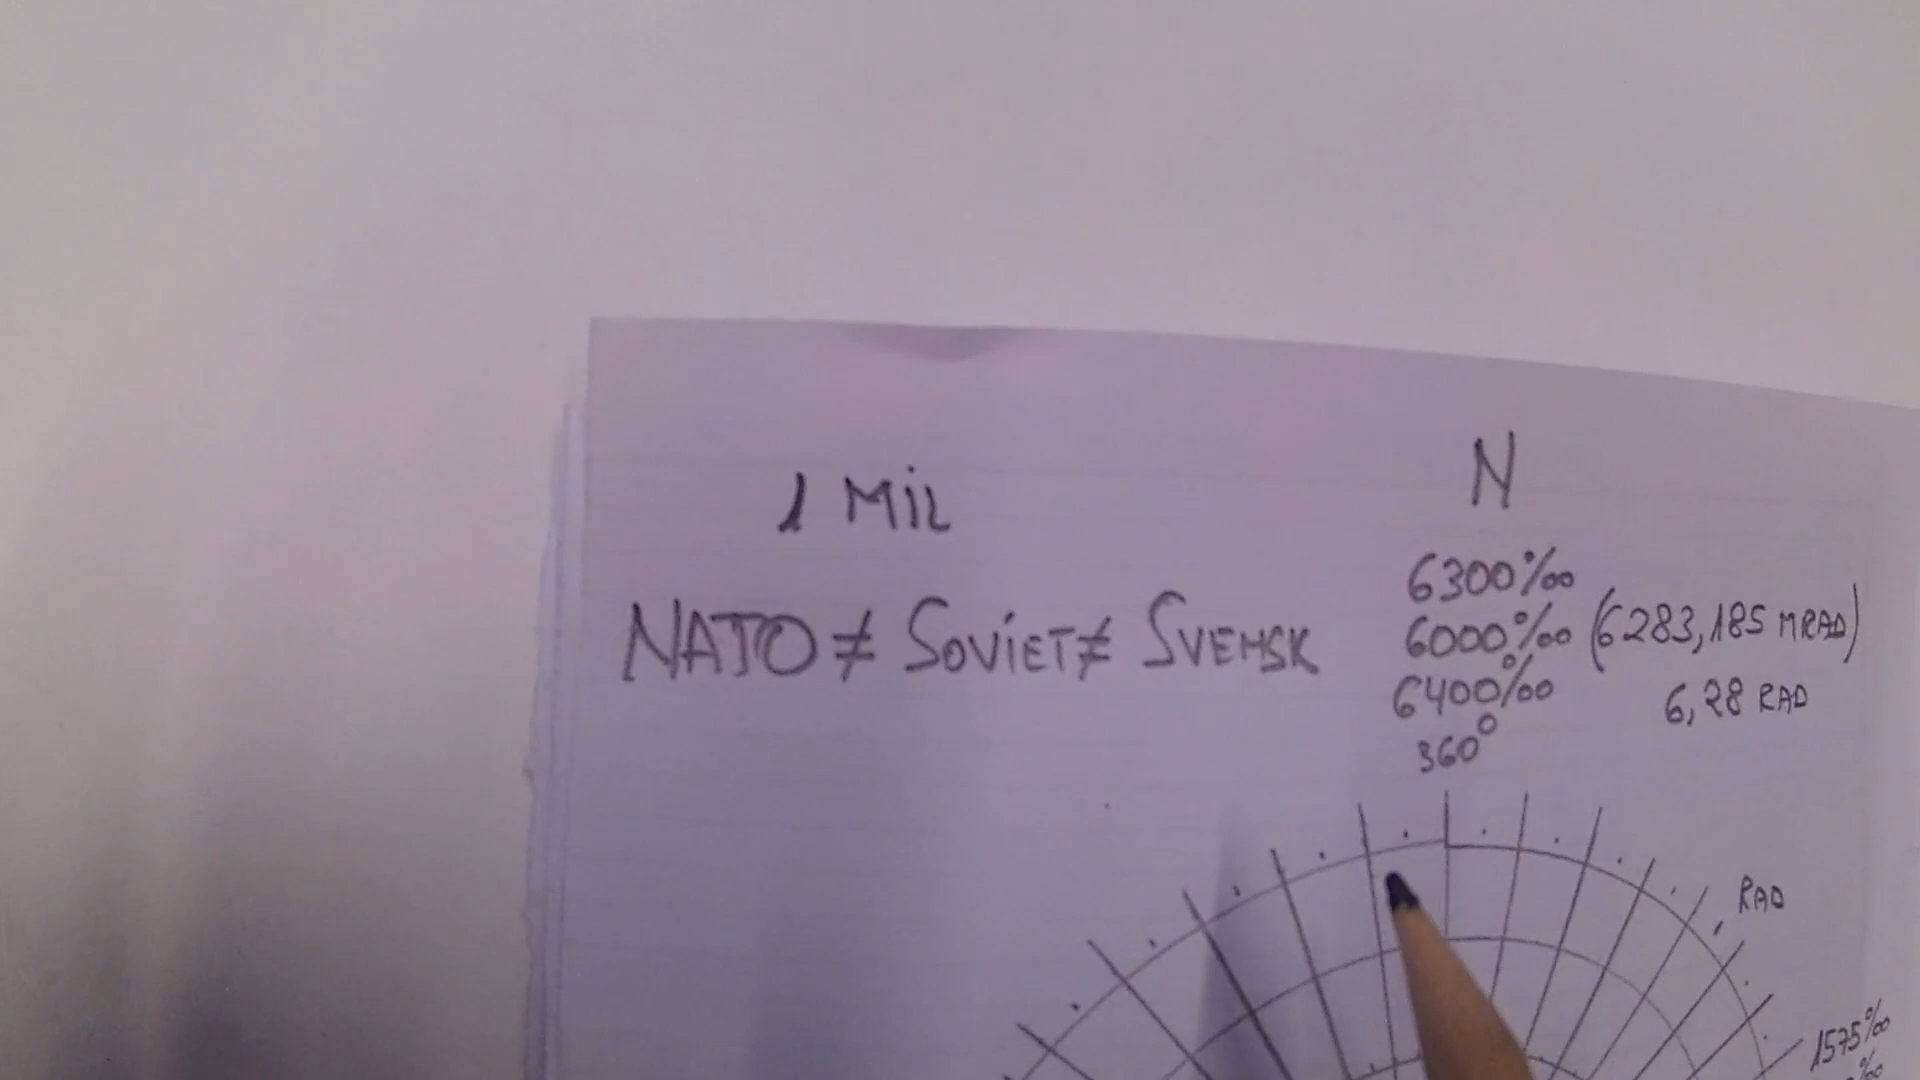 1 MIL
N
6300‰
NATO ≠ SOVIET ≠ SVENSK
6000‰ (6283,185 MRAD)
6400‰
6,28 RAD
360°
RAD
1575‰